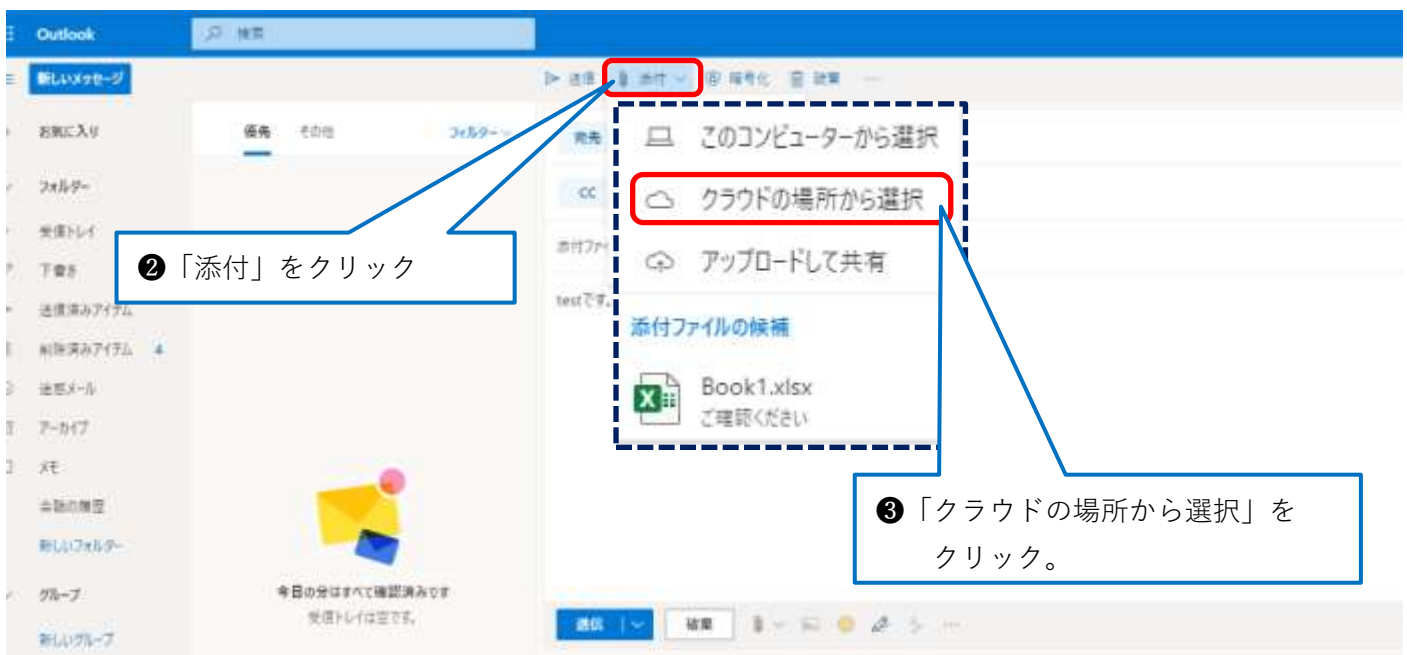 Outlook
検索
新しいメッセージ
送信 添付 暗号化 破棄 ...
お気に入り
優先 その他 フィルター
宛先
このコンピューターから選択
フォルダー
CC
クラウドの場所から選択
受信トレイ
添付ファイ
アップロードして共有
下書き
❷「添付」をクリック
送信済みアイテム
testです。
添付ファイルの候補
削除済みアイテム 4
迷惑メール
Book1.xlsx
ご確認ください
アーカイブ
メモ
会話の履歴
❸「クラウドの場所から選択」を
クリック。
新しいフォルダー
グループ
今日の分はすべて確認済みです
受信トレイは空です。
送信 破棄 ...
新しいグループ